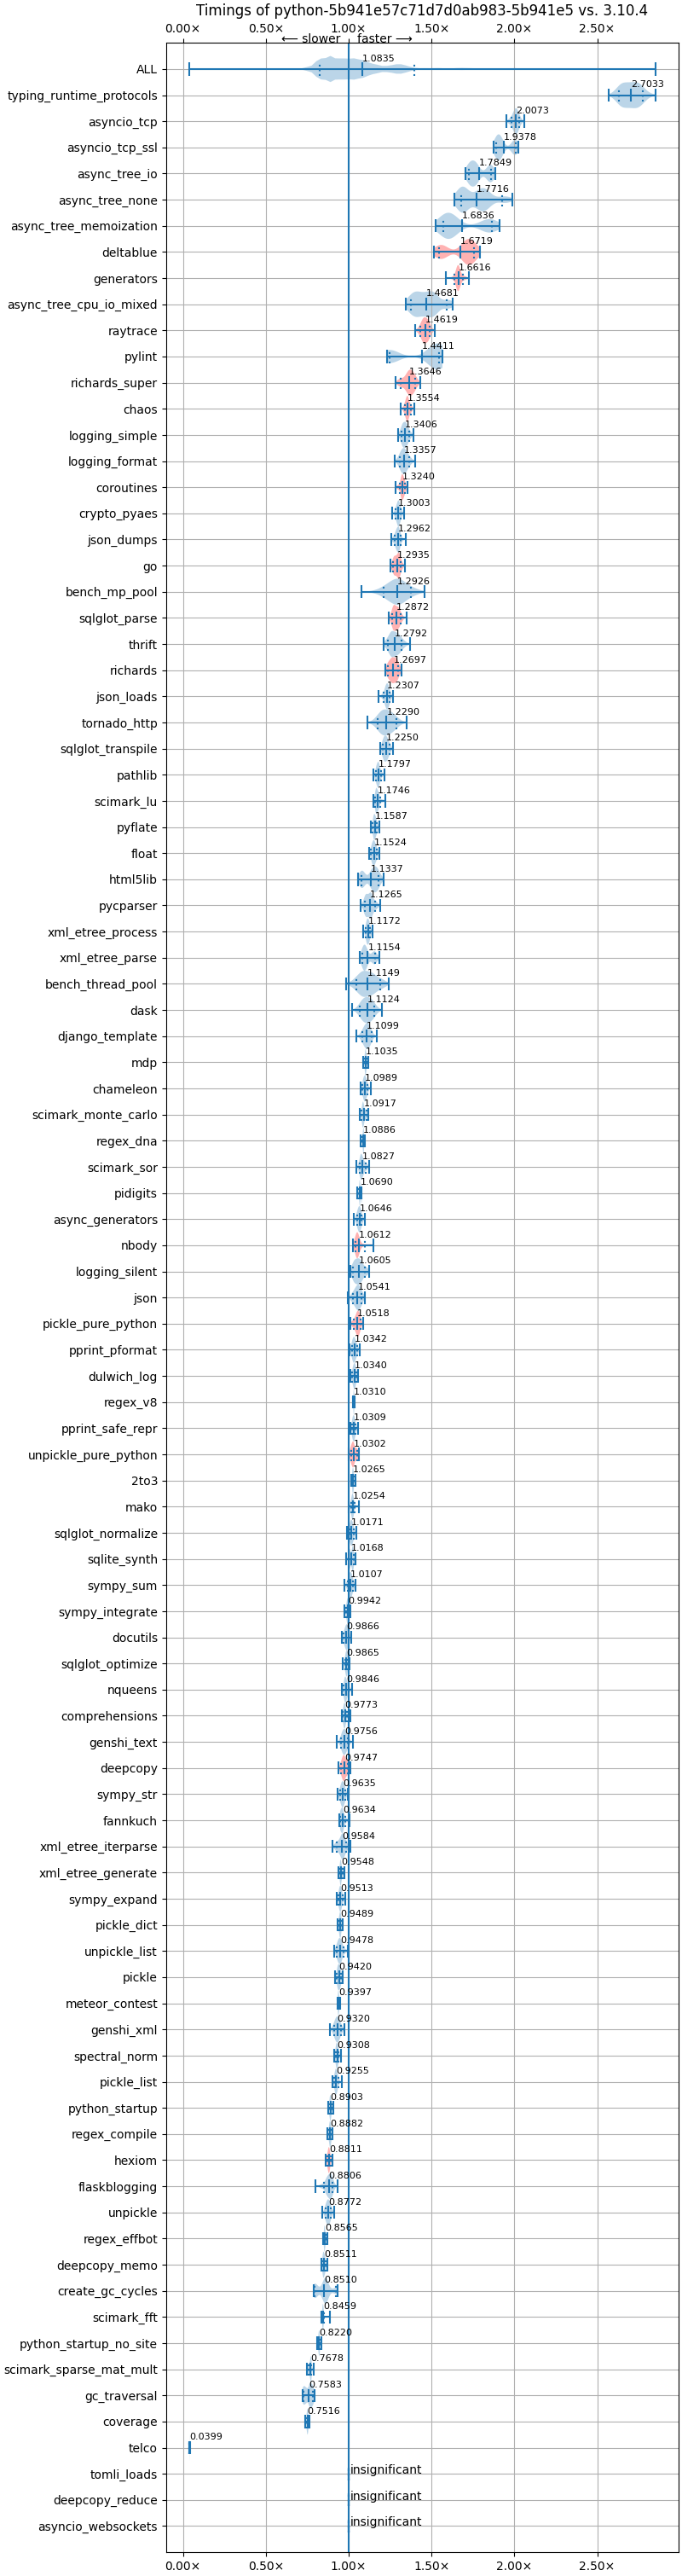 Timings of python-5b941e57c71d7d0ab983-5b941e5 vs. 3.10.4
0.00× 0.50× 1.00× 1.50× 2.00× 2.50×
⟵ slower faster ⟶
ALL 1.0835
typing_runtime_protocols 2.7033
asyncio_tcp 2.0073
asyncio_tcp_ssl 1.9378
async_tree_io 1.7849
async_tree_none 1.7716
async_tree_memoization 1.6836
deltablue 1.6719
generators 1.6616
async_tree_cpu_io_mixed 1.4681
raytrace 1.4619
pylint 1.4411
richards_super 1.3646
chaos 1.3554
logging_simple 1.3406
logging_format 1.3357
coroutines 1.3240
crypto_pyaes 1.3003
json_dumps 1.2962
go 1.2935
bench_mp_pool 1.2926
sqlglot_parse 1.2872
thrift 1.2792
richards 1.2697
json_loads 1.2307
tornado_http 1.2290
sqlglot_transpile 1.2250
pathlib 1.1797
scimark_lu 1.1746
pyflate 1.1587
float 1.1524
html5lib 1.1337
pycparser 1.1265
xml_etree_process 1.1172
xml_etree_parse 1.1154
bench_thread_pool 1.1149
dask 1.1124
django_template 1.1099
mdp 1.1035
chameleon 1.0989
scimark_monte_carlo 1.0917
regex_dna 1.0886
scimark_sor 1.0827
pidigits 1.0690
async_generators 1.0646
nbody 1.0612
logging_silent 1.0605
json 1.0541
pickle_pure_python 1.0518
pprint_pformat 1.0342
dulwich_log 1.0340
regex_v8 1.0310
pprint_safe_repr 1.0309
unpickle_pure_python 1.0302
2to3 1.0265
mako 1.0254
sqlglot_normalize 1.0171
sqlite_synth 1.0168
sympy_sum 1.0107
sympy_integrate 0.9942
docutils 0.9866
sqlglot_optimize 0.9865
nqueens 0.9846
comprehensions 0.9773
genshi_text 0.9756
deepcopy 0.9747
sympy_str 0.9635
fannkuch 0.9634
xml_etree_iterparse 0.9584
xml_etree_generate 0.9548
sympy_expand 0.9513
pickle_dict 0.9489
unpickle_list 0.9478
pickle 0.9420
meteor_contest 0.9397
genshi_xml 0.9320
spectral_norm 0.9308
pickle_list 0.9255
python_startup 0.8903
regex_compile 0.8882
hexiom 0.8811
flaskblogging 0.8806
unpickle 0.8772
regex_effbot 0.8565
deepcopy_memo 0.8511
create_gc_cycles 0.8510
scimark_fft 0.8459
python_startup_no_site 0.8220
scimark_sparse_mat_mult 0.7678
gc_traversal 0.7583
coverage 0.7516
telco 0.0399
tomli_loads insignificant
deepcopy_reduce insignificant
asyncio_websockets insignificant
0.00× 0.50× 1.00× 1.50× 2.00× 2.50×